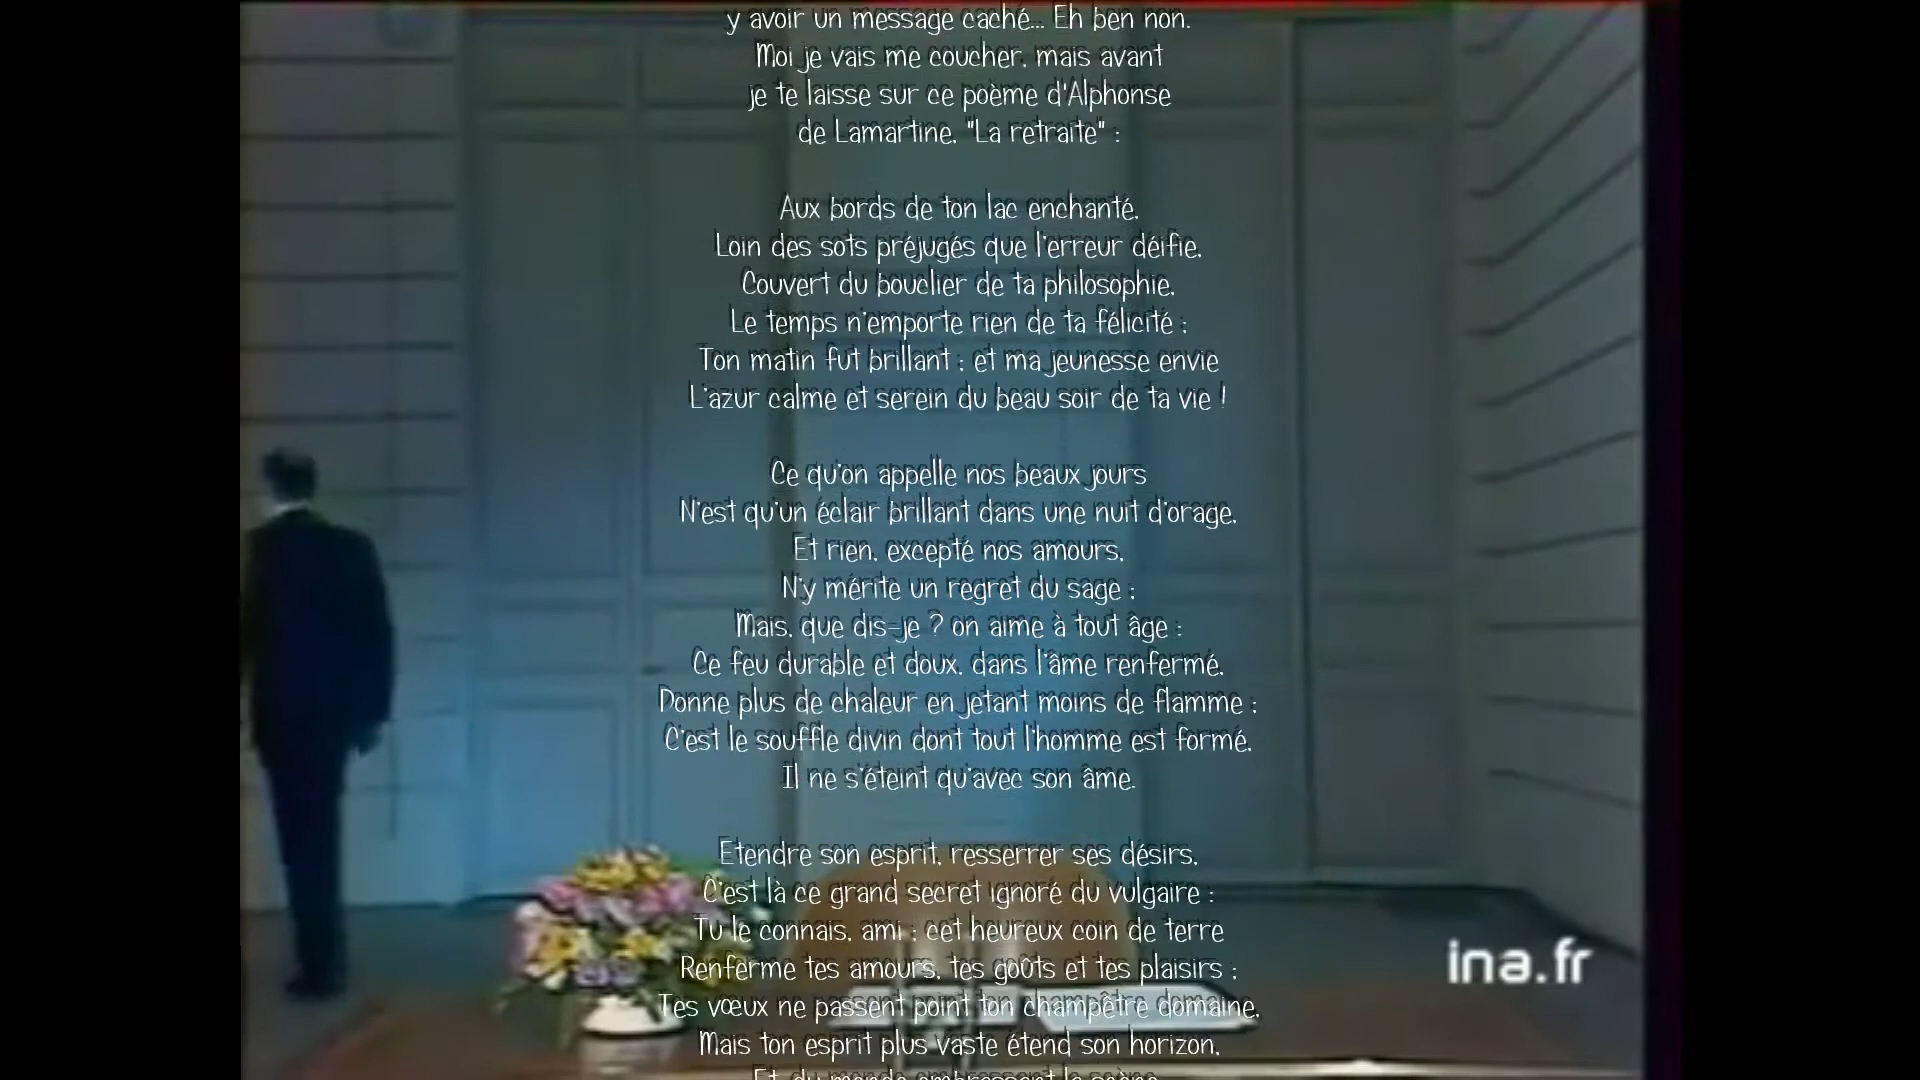 y avoir un message caché... Eh ben non.
Moi je vais me coucher, mais avant
je te laisse sur ce poème d'Alphonse
de Lamartine, "La retraite" :
Aux bords de ton lac enchanté,
Loin des sots préjugés que l'erreur déifie,
Couvert du bouclier de ta philosophie,
Le temps n'emporte rien de ta félicité ;
Ton matin fut brillant ; et ma jeunesse envie
L'azur calme et serein du beau soir de ta vie !
Ce qu'on appelle nos beaux jours
N'est qu'un éclair brillant dans une nuit d'orage,
Et rien, excepté nos amours,
N'y mérite un regret du sage ;
Mais, que dis-je ? on aime à tout âge :
Ce feu durable et doux, dans l'âme renfermé,
Donne plus de chaleur en jetant moins de flamme ;
C'est le souffle divin dont tout l'homme est formé,
Il ne s'éteint qu'avec son âme.
Etendre son esprit, resserrer ses désirs,
C'est là ce grand secret ignoré du vulgaire :
Tu le connais, ami ; cet heureux coin de terre
Renferme tes amours, tes goûts et tes plaisirs ;
Tes vœux ne passent point ton champêtre domaine,
Mais ton esprit plus vaste étend son horizon,
Et, du monde embrassant la scène,
ina.fr